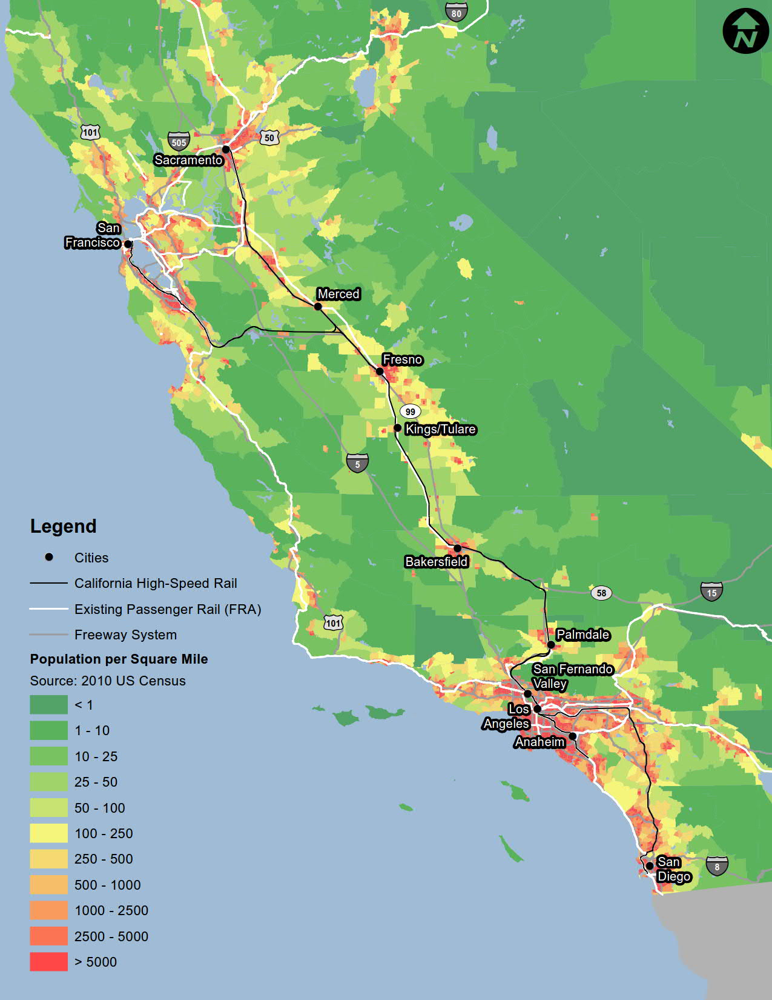 80
N
101
505
50
Sacramento
San
Francisco
Merced
Fresno
99
Kings/Tulare
5
Bakersfield
58
15
101
Palmdale
San Fernando
Valley
Los
Angeles
Anaheim
San
Diego
8
Legend
Cities
California High-Speed Rail
Existing Passenger Rail (FRA)
Freeway System
Population per Square Mile
Source: 2010 US Census
< 1
1 - 10
10 - 25
25 - 50
50 - 100
100 - 250
250 - 500
500 - 1000
1000 - 2500
2500 - 5000
> 5000